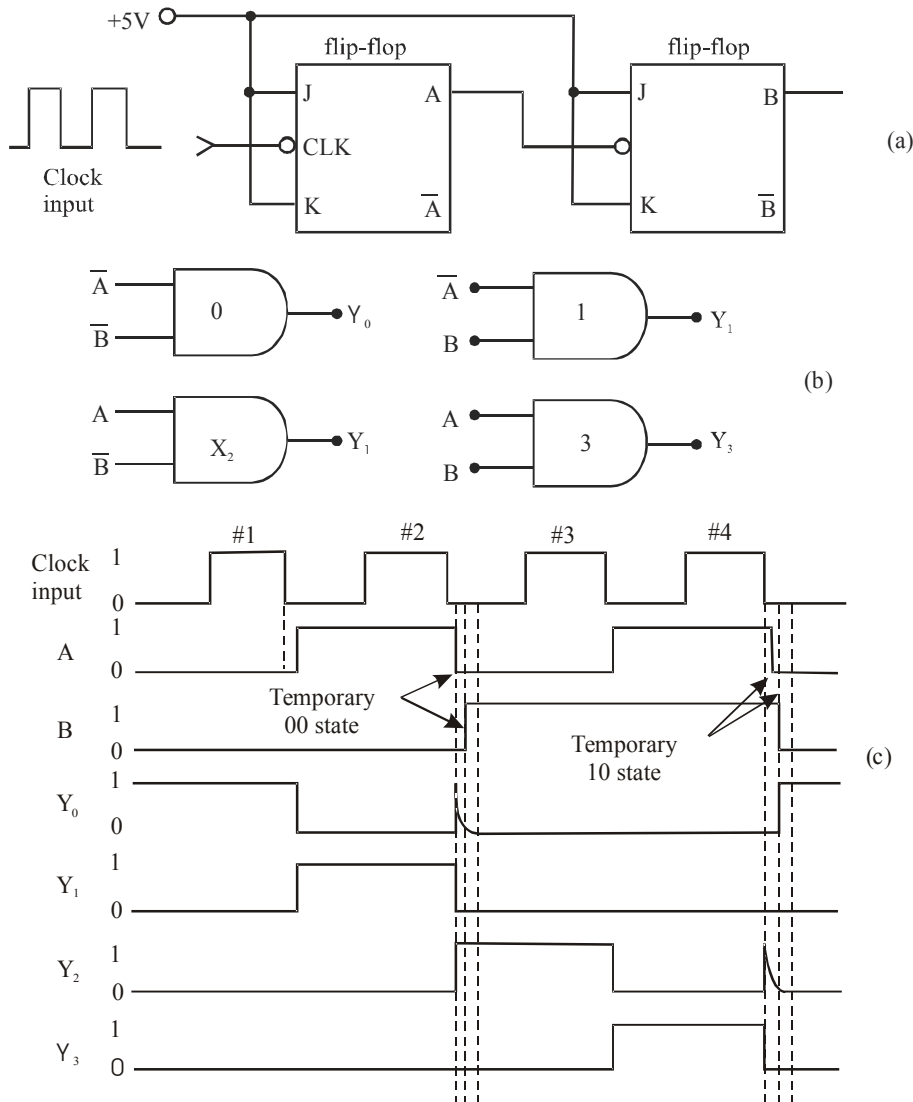 +5V
flip-flop
flip-flop
J
A
J
B
CLK
(a)
Clock
input
K
A̅
K
B̅
A̅
0
Y₀
B̅
A̅
1
Y₁
B
(b)
A
X₂
Y₁
B̅
A
3
Y₃
B
#1
#2
#3
#4
Clock
input
1
0
A
1
0
Temporary
00 state
B
1
0
Temporary
10 state
(c)
Y₀
1
0
Y₁
1
0
Y₂
1
0
Y₃
1
0